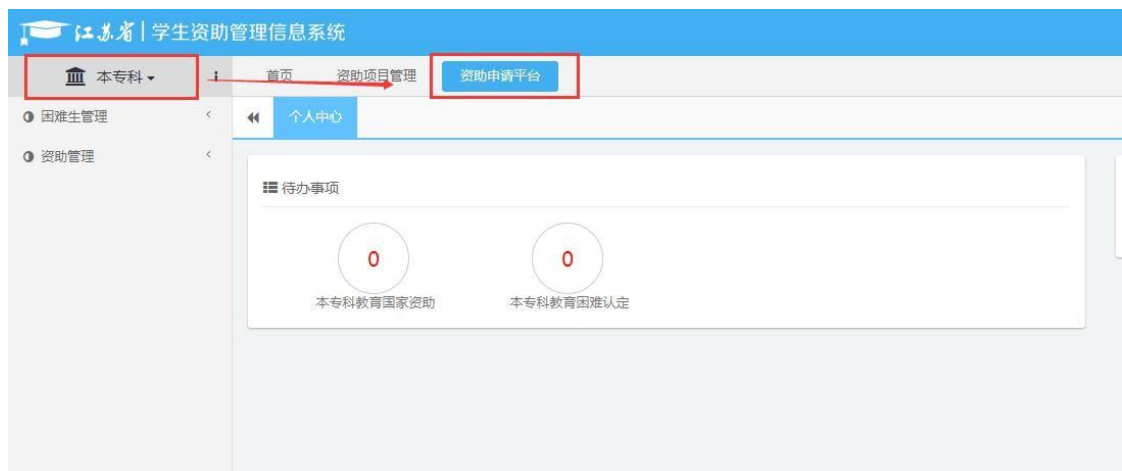 江苏省|学生资助管理信息系统
本专科
首页 资助项目管理 资助申请平台
困难生管理
个人中心
资助管理
待办事项
0 0
本专科教育国家资助 本专科教育困难认定